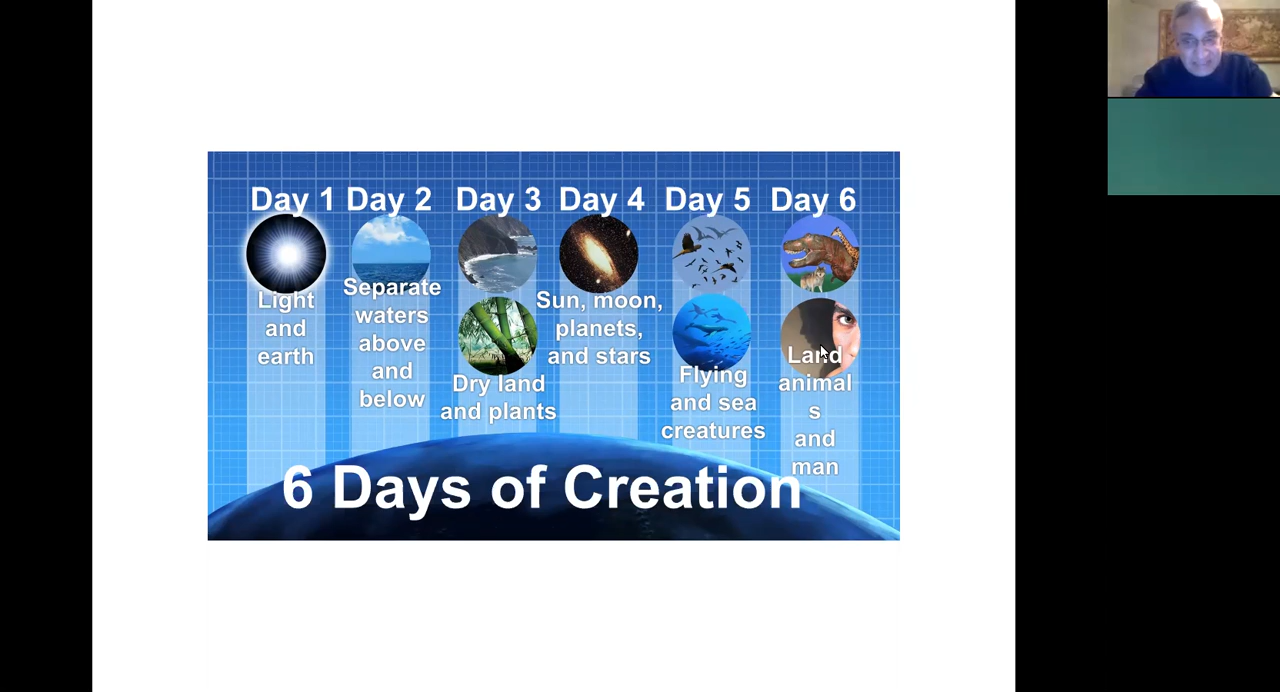 Day 1
Day 2
Day 3
Day 4
Day 5
Day 6
Light
and
earth
Separate
waters
above
and
below
Dry land
and plants
Sun, moon,
planets,
and stars
Flying
and sea
creatures
Land
animal
s
and
man
6 Days of Creation